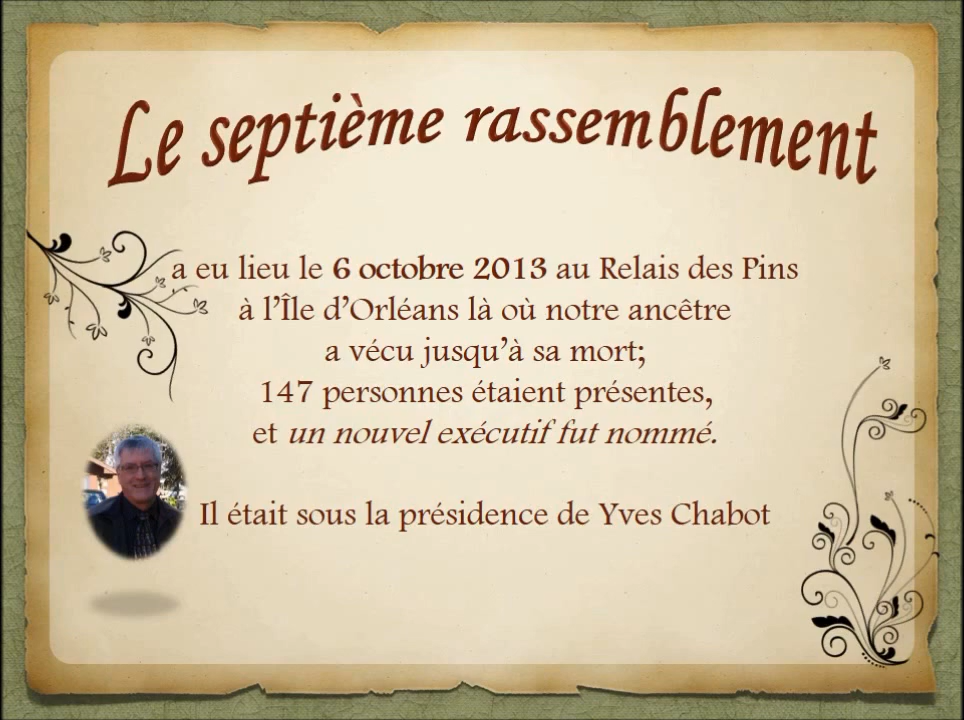 Le septième rassemblement
a eu lieu le 6 octobre 2013 au Relais des Pins
à l'Île d'Orléans là où notre ancêtre
a vécu jusqu'à sa mort;
147 personnes étaient présentes,
et un nouvel exécutif fut nommé.
Il était sous la présidence de Yves Chabot